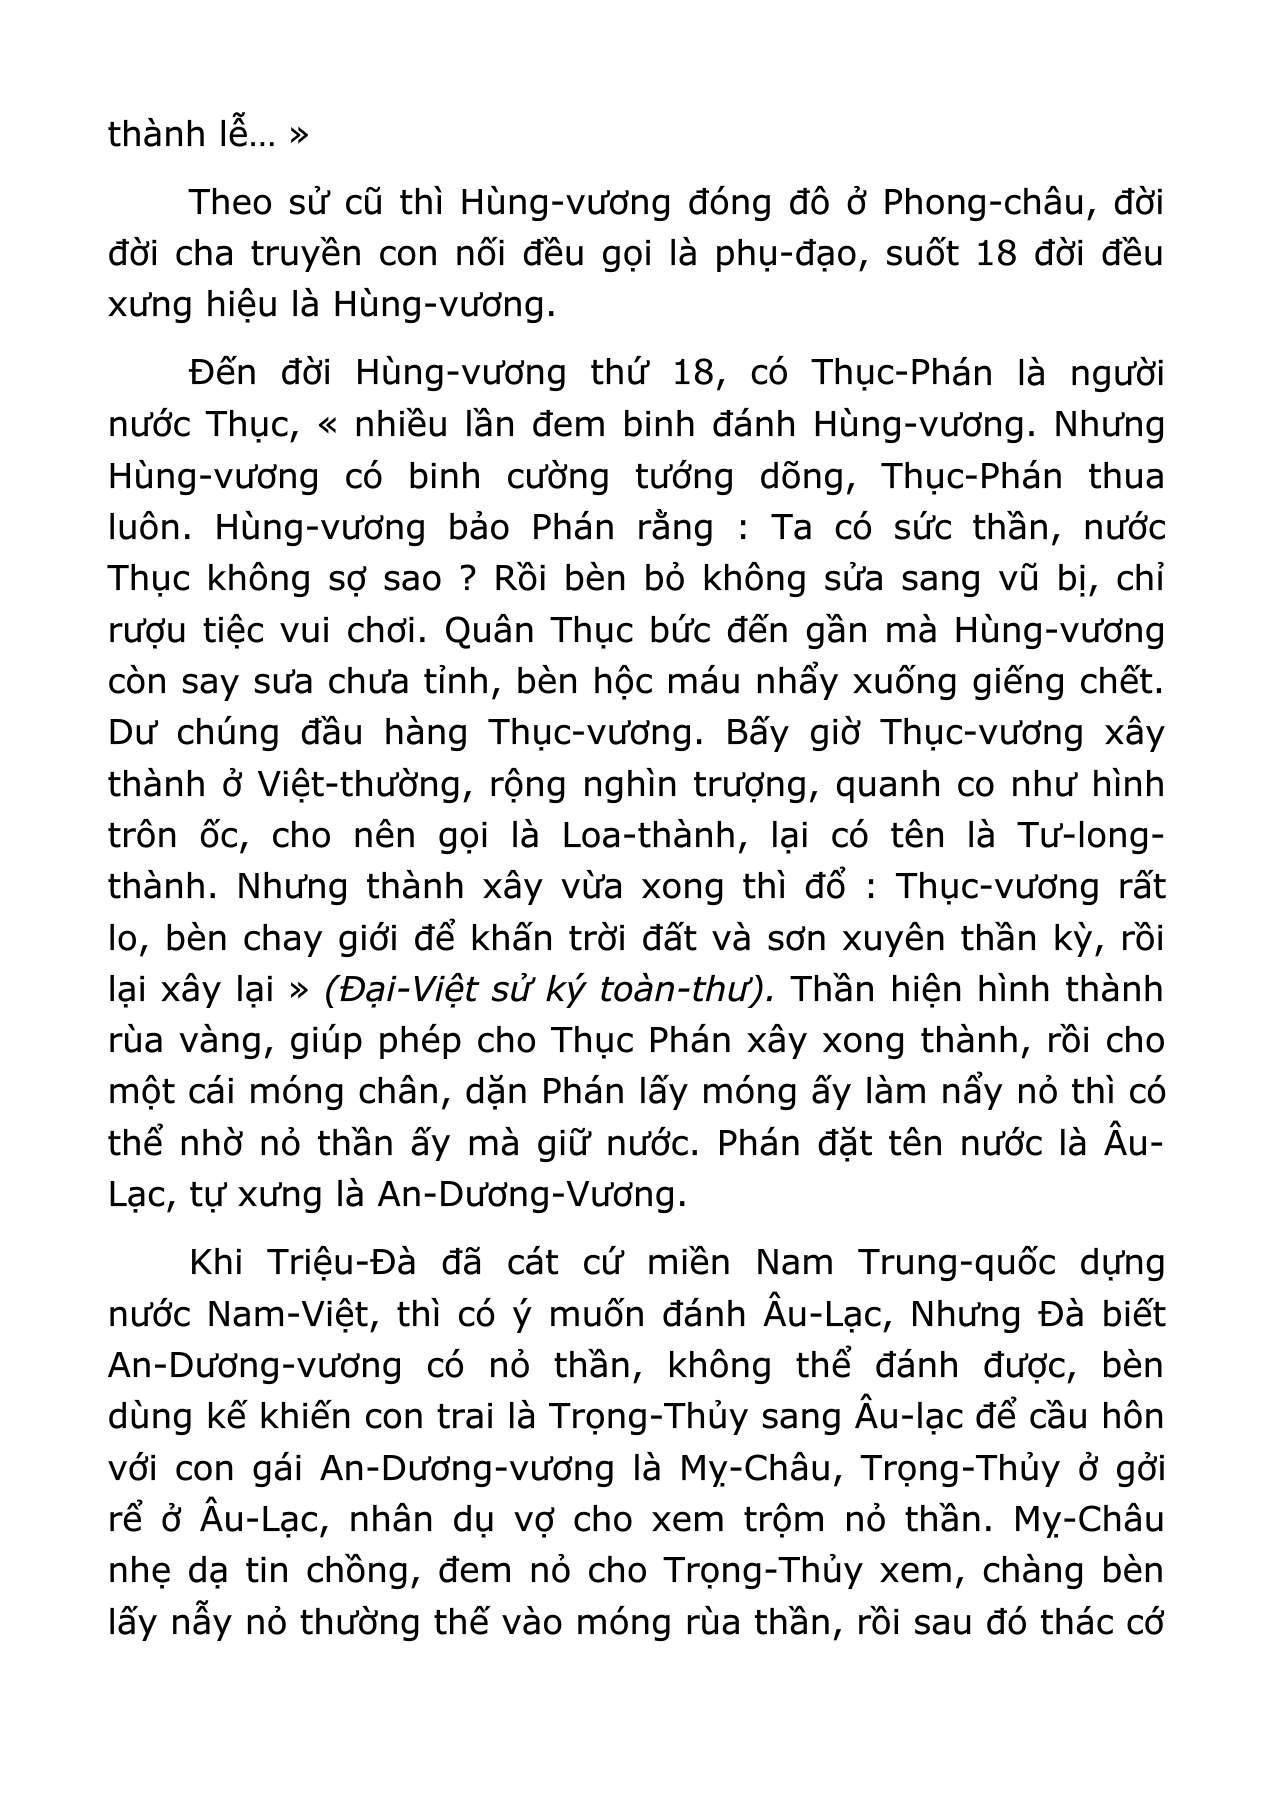 thành lễ… »
Theo sử cũ thì Hùng-vương đóng đô ở Phong-châu, đời
đời cha truyền con nối đều gọi là phụ-đạo, suốt 18 đời đều
xưng hiệu là Hùng-vương.
Đến đời Hùng-vương thứ 18, có Thục-Phán là người
nước Thục, « nhiều lần đem binh đánh Hùng-vương. Nhưng
Hùng-vương có binh cường tướng dõng, Thục-Phán thua
luôn. Hùng-vương bảo Phán rằng : Ta có sức thần, nước
Thục không sợ sao ? Rồi bèn bỏ không sửa sang vũ bị, chỉ
rượu tiệc vui chơi. Quân Thục bức đến gần mà Hùng-vương
còn say sưa chưa tỉnh, bèn hộc máu nhẩy xuống giếng chết.
Dư chúng đầu hàng Thục-vương. Bấy giờ Thục-vương xây
thành ở Việt-thường, rộng nghìn trượng, quanh co như hình
trôn ốc, cho nên gọi là Loa-thành, lại có tên là Tư-long-
thành. Nhưng thành xây vừa xong thì đổ : Thục-vương rất
lo, bèn chay giới để khấn trời đất và sơn xuyên thần kỳ, rồi
lại xây lại » (Đại-Việt sử ký toàn-thư). Thần hiện hình thành
rùa vàng, giúp phép cho Thục Phán xây xong thành, rồi cho
một cái móng chân, dặn Phán lấy móng ấy làm nẩy nỏ thì có
thể nhờ nỏ thần ấy mà giữ nước. Phán đặt tên nước là Âu-
Lạc, tự xưng là An-Dương-Vương.
Khi Triệu-Đà đã cát cứ miền Nam Trung-quốc dựng
nước Nam-Việt, thì có ý muốn đánh Âu-Lạc, Nhưng Đà biết
An-Dương-vương có nỏ thần, không thể đánh được, bèn
dùng kế khiến con trai là Trọng-Thủy sang Âu-lạc để cầu hôn
với con gái An-Dương-vương là Mỵ-Châu, Trọng-Thủy ở gởi
rể ở Âu-Lạc, nhân dụ vợ cho xem trộm nỏ thần. Mỵ-Châu
nhẹ dạ tin chồng, đem nỏ cho Trọng-Thủy xem, chàng bèn
lấy nẫy nỏ thường thế vào móng rùa thần, rồi sau đó thác cớ